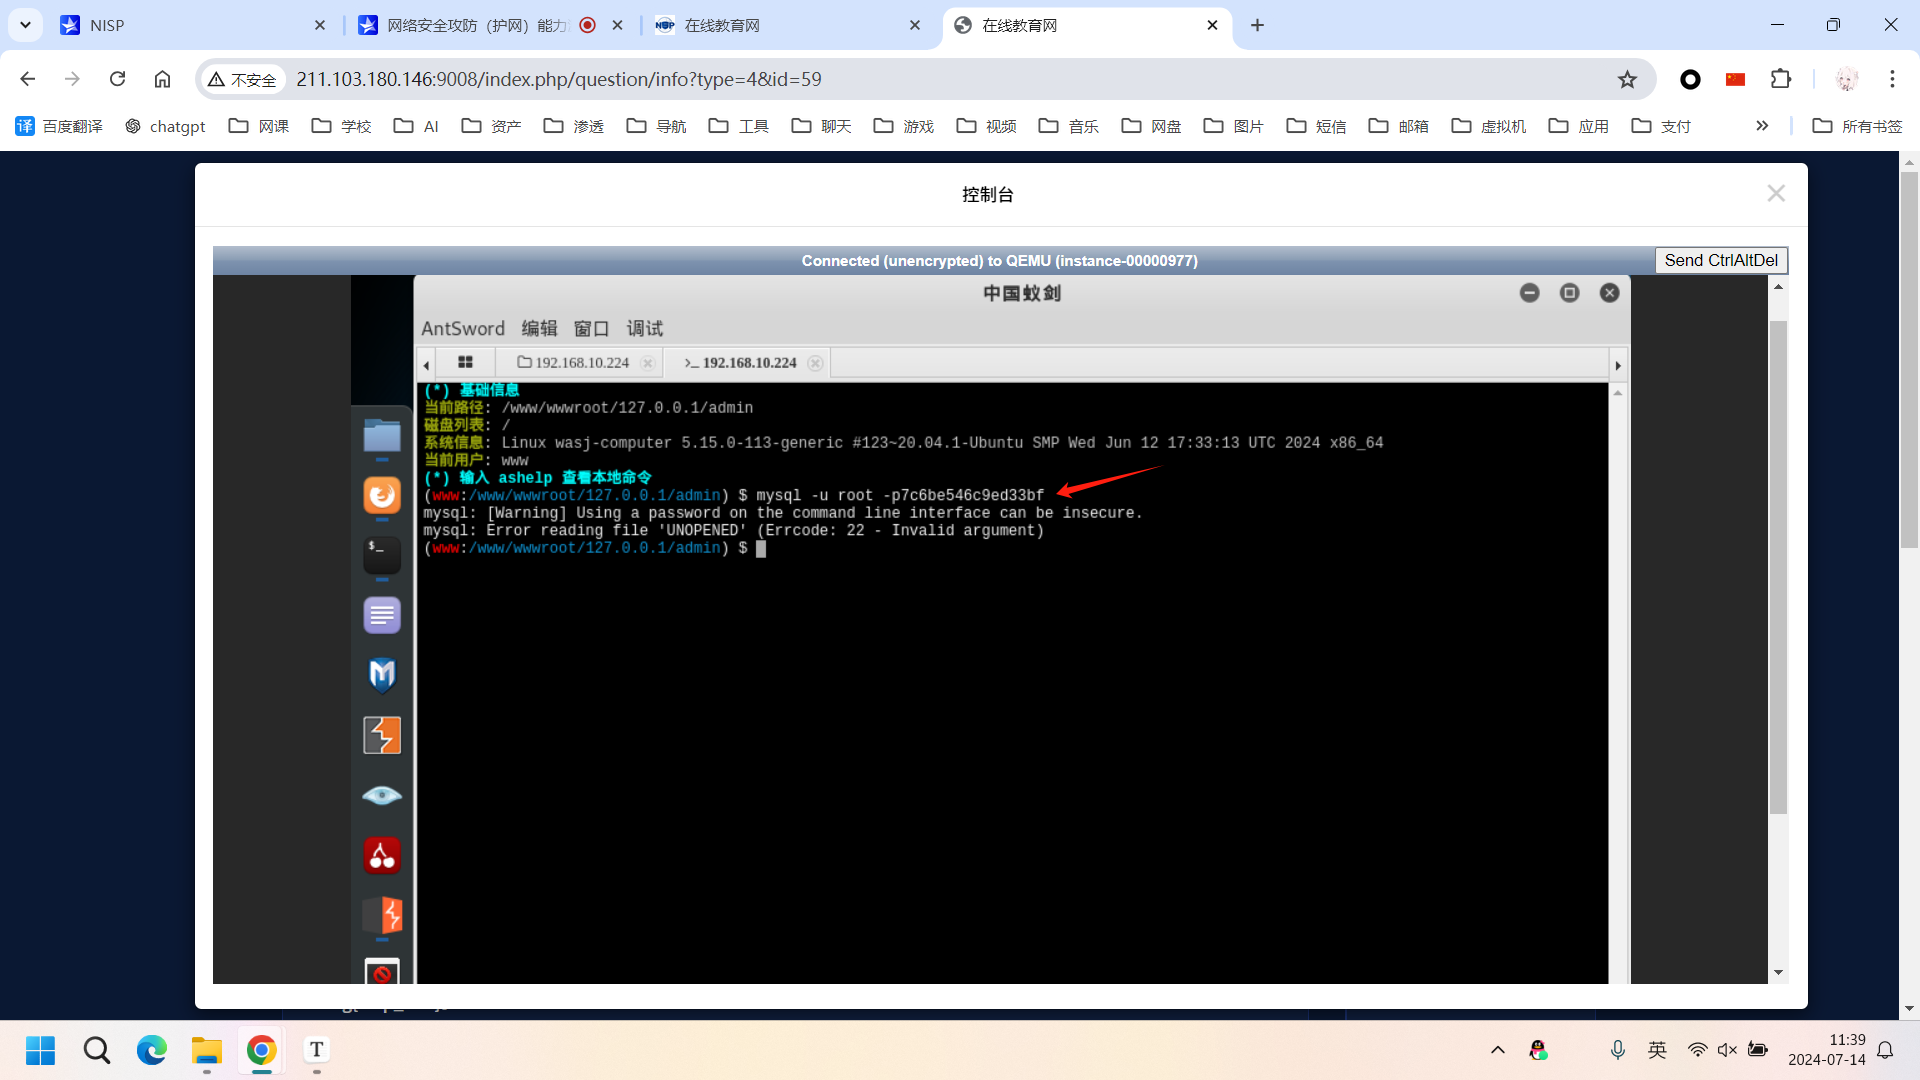 NISP
网络安全攻防（护网）能力
在线教育网
在线教育网
不安全
211.103.180.146:9008/index.php/question/info?type=4&id=59
译 百度翻译
chatgpt
网课
学校
AI
资产
渗透
导航
工具
聊天
游戏
视频
音乐
网盘
图片
短信
邮箱
虚拟机
应用
支付
所有书签
控制台
Connected (unencrypted) to QEMU (instance-00000977)
Send CtrlAltDel
中国蚁剑
AntSword 编辑 窗口 调试
192.168.10.224
>_ 192.168.10.224
(*) 基础信息
当前路径: /www/wwwroot/127.0.0.1/admin
磁盘列表: /
系统信息: Linux wasj-computer 5.15.0-113-generic #123~20.04.1-Ubuntu SMP Wed Jun 12 17:33:13 UTC 2024 x86_64
当前用户: www
(*) 输入 ashelp 查看本地命令
(www:/www/wwwroot/127.0.0.1/admin) $ mysql -u root -p7c6be546c9ed33bf
mysql: [Warning] Using a password on the command line interface can be insecure.
mysql: Error reading file 'UNOPENED' (Errcode: 22 - Invalid argument)
(www:/www/wwwroot/127.0.0.1/admin) $
T
英
11:39
2024-07-14